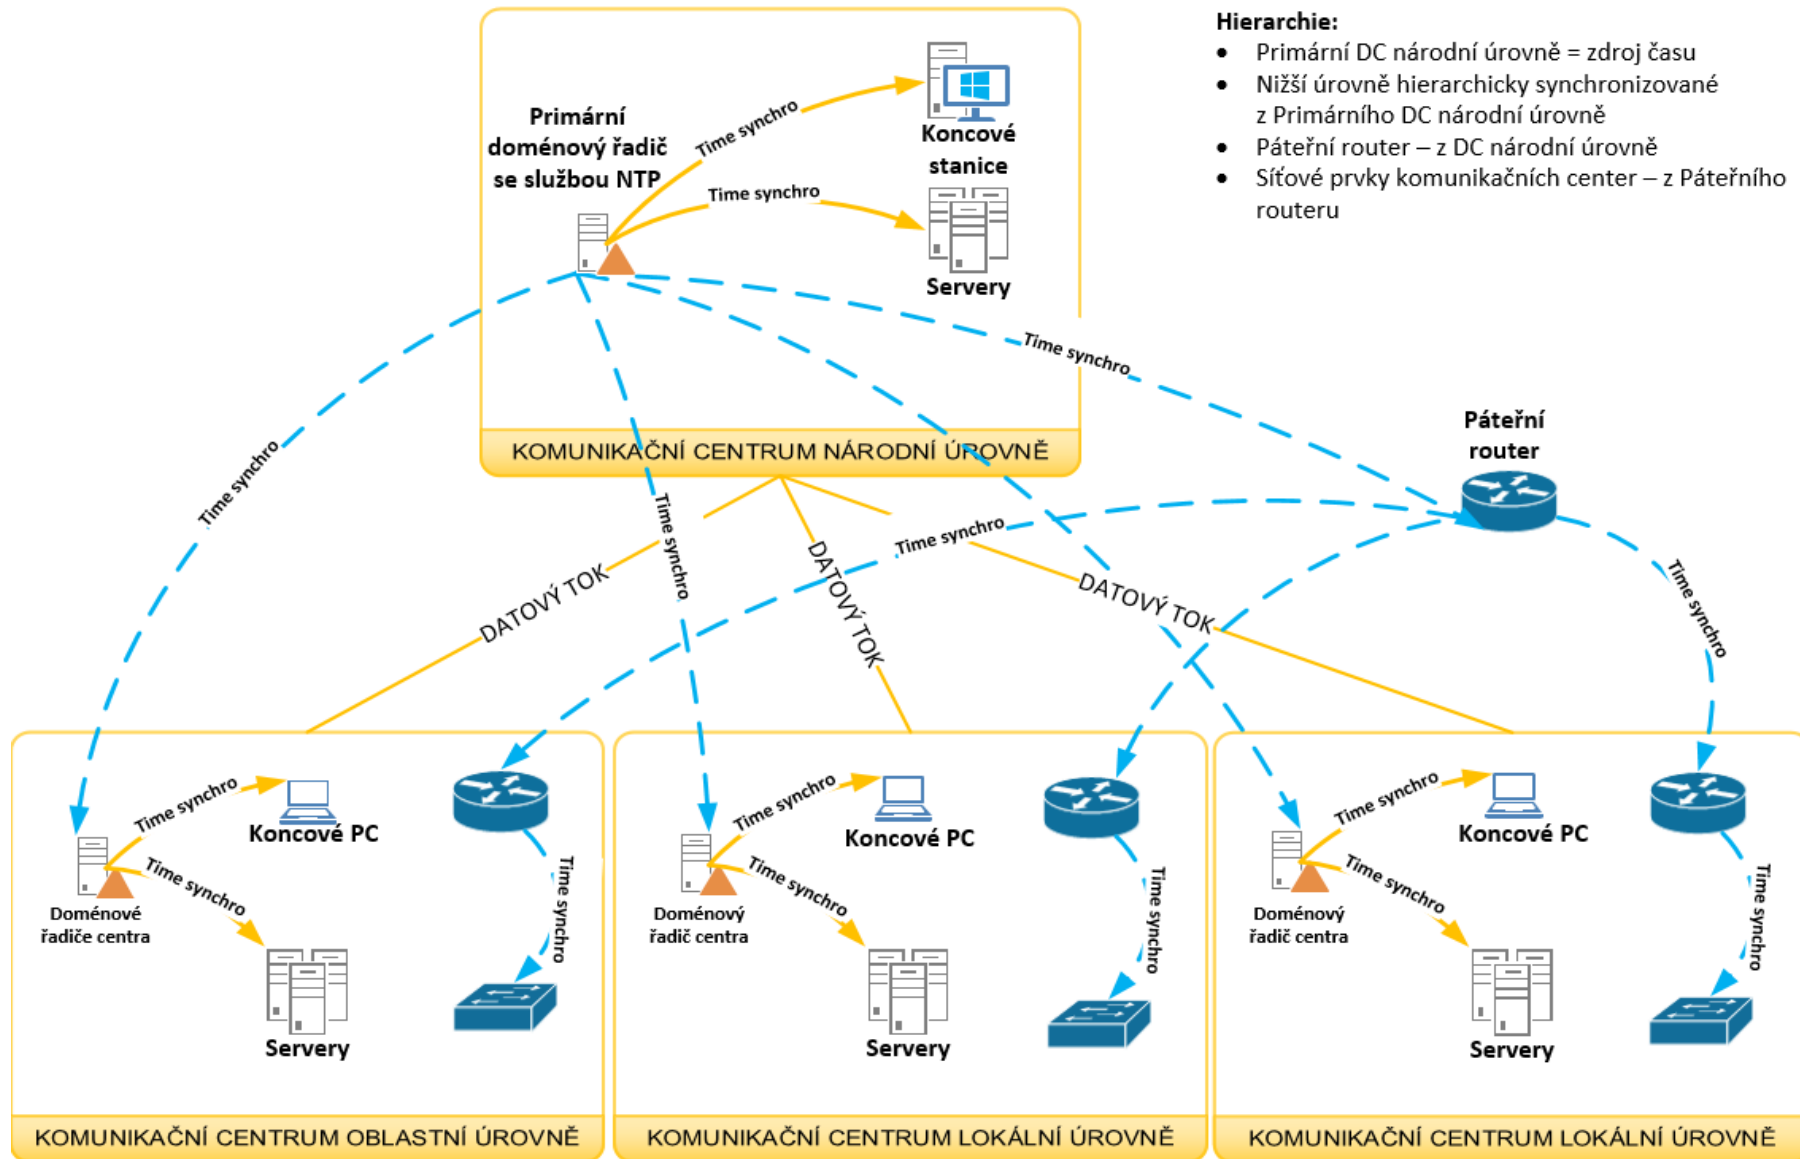 Hierarchie:
• Primární DC národní úrovně = zdroj času
• Nižší úrovně hierarchicky synchronizované
z Primárního DC národní úrovně
• Páteřní router – z DC národní úrovně
• Síťové prvky komunikačních center – z Páteřního
routeru
Primární
doménový řadič
se službou NTP
Time synchro
Koncové
stanice
Time synchro
Servery
Time synchro
KOMUNIKAČNÍ CENTRUM NÁRODNÍ ÚROVNĚ
Páteřní
router
Time synchro
Time synchro
Time synchro
Time synchro
DATOVÝ TOK
DATOVÝ TOK
DATOVÝ TOK
Time synchro
Koncové PC
Time synchro
Doménové
řadiče centra
Servery
Time synchro
KOMUNIKAČNÍ CENTRUM OBLASTNÍ ÚROVNĚ
Time synchro
Koncové PC
Time synchro
Doménový
řadič centra
Servery
Time synchro
KOMUNIKAČNÍ CENTRUM LOKÁLNÍ ÚROVNĚ
Time synchro
Koncové PC
Time synchro
Doménový
řadič centra
Servery
Time synchro
KOMUNIKAČNÍ CENTRUM LOKÁLNÍ ÚROVNĚ